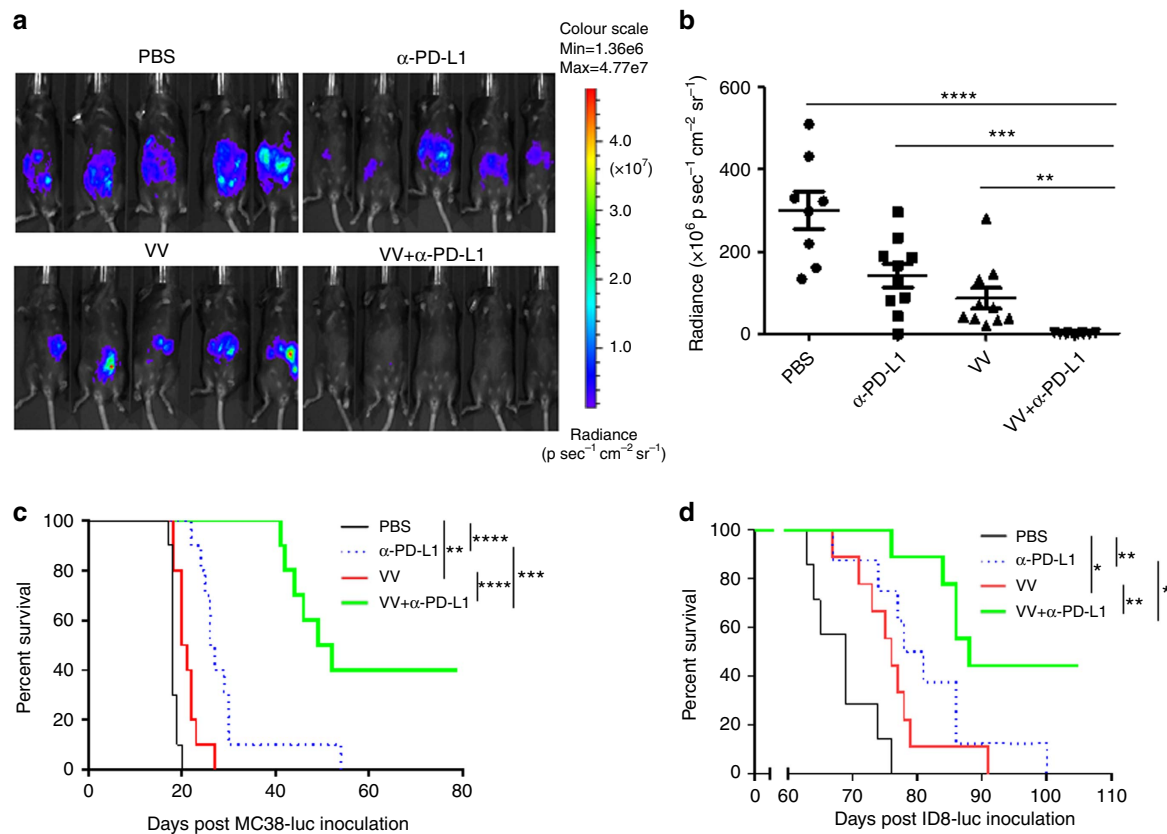 a
PBS
α-PD-L1
VV
VV+α-PD-L1
Colour scale
Min=1.36e6
Max=4.77e7
4.0
(×10⁷)
3.0
2.0
1.0
Radiance
(p sec⁻¹ cm⁻² sr⁻¹)
b
Radiance (×10⁶ p sec⁻¹ cm⁻² sr⁻¹)
600
400
200
0
****
***
**
PBS
α-PD-L1
VV
VV+α-PD-L1
c
Percent survival
100
80
60
40
20
0
PBS
α-PD-L1
VV
VV+α-PD-L1
**
****
****
***
0 20 40 60 80
Days post MC38-luc inoculation
d
Percent survival
100
80
60
40
20
0
PBS
α-PD-L1
VV
VV+α-PD-L1
*
**
**
*
0 60 70 80 90 100 110
Days post ID8-luc inoculation